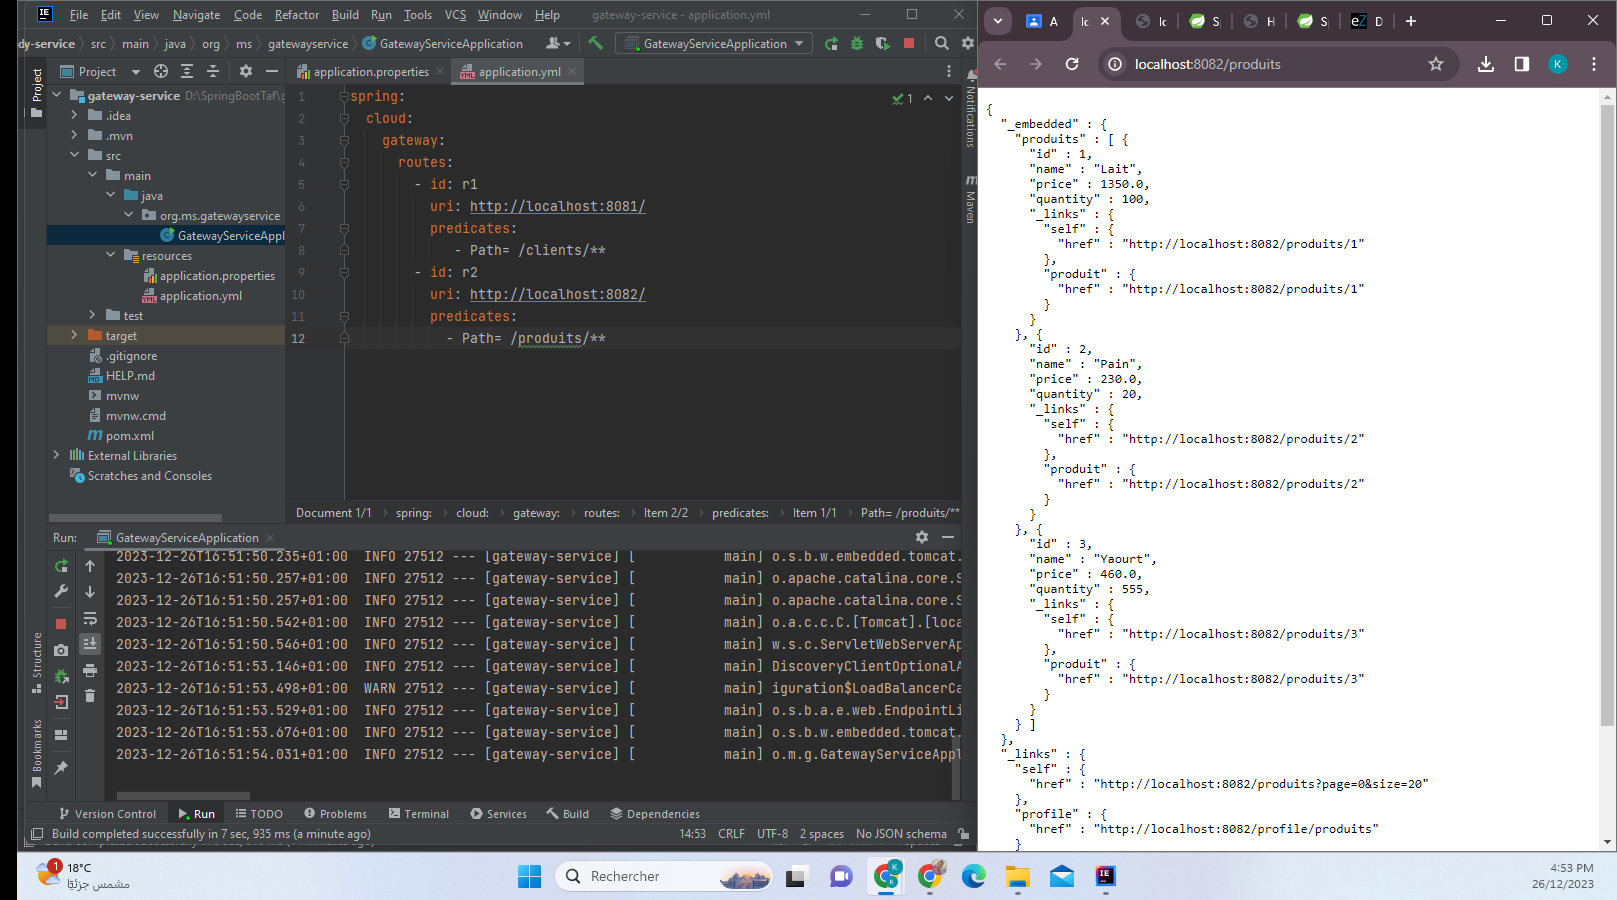 File Edit View Navigate Code Refactor Build Run Tools VCS Window Help gateway-service - application.yml
dy-service src main java org ms gatewayservice GatewayServiceApplication GatewayServiceApplication
Project
Project
application.properties application.yml
gateway-service D:\SpringBootTaf\g
.idea
.mvn
src
main
java
org.ms.gatewayservice
GatewayServiceAppl
resources
application.properties
application.yml
test
target
.gitignore
HELP.md
mvnw
mvnw.cmd
pom.xml
External Libraries
Scratches and Consoles
1 spring:
2 cloud:
3 gateway:
4 routes:
5 - id: r1
6 uri: http://localhost:8081/
7 predicates:
8 - Path= /clients/**
9 - id: r2
10 uri: http://localhost:8082/
11 predicates:
12 - Path= /produits/**
1
Notifications
Maven
Document 1/1 spring: cloud: gateway: routes: Item 2/2 predicates: Item 1/1 Path= /produits/**
Run: GatewayServiceApplication
2023-12-26T16:51:50.235+01:00 INFO 27512 --- [gateway-service] [ main] o.s.b.w.embedded.tomcat.
2023-12-26T16:51:50.257+01:00 INFO 27512 --- [gateway-service] [ main] o.apache.catalina.core.S
2023-12-26T16:51:50.257+01:00 INFO 27512 --- [gateway-service] [ main] o.apache.catalina.core.S
2023-12-26T16:51:50.542+01:00 INFO 27512 --- [gateway-service] [ main] o.a.c.c.C.[Tomcat].[loca
2023-12-26T16:51:50.546+01:00 INFO 27512 --- [gateway-service] [ main] w.s.c.ServletWebServerAp
2023-12-26T16:51:53.146+01:00 INFO 27512 --- [gateway-service] [ main] DiscoveryClientOptionalA
2023-12-26T16:51:53.498+01:00 WARN 27512 --- [gateway-service] [ main] iguration$LoadBalancerCa
2023-12-26T16:51:53.529+01:00 INFO 27512 --- [gateway-service] [ main] o.s.b.a.e.web.EndpointLi
2023-12-26T16:51:53.676+01:00 INFO 27512 --- [gateway-service] [ main] o.s.b.w.embedded.tomcat.
2023-12-26T16:51:54.031+01:00 INFO 27512 --- [gateway-service] [ main] o.m.g.GatewayServiceAppl
Structure
Bookmarks
Version Control Run TODO Problems Terminal Services Build Dependencies
Build completed successfully in 7 sec, 935 ms (a minute ago) 14:53 CRLF UTF-8 2 spaces No JSON schema
A Ic Ic S H S D
localhost:8082/produits K
{
"_embedded" : {
"produits" : [ {
"id" : 1,
"name" : "Lait",
"price" : 1350.0,
"quantity" : 100,
"_links" : {
"self" : {
"href" : "http://localhost:8082/produits/1"
},
"produit" : {
"href" : "http://localhost:8082/produits/1"
}
}
}, {
"id" : 2,
"name" : "Pain",
"price" : 230.0,
"quantity" : 20,
"_links" : {
"self" : {
"href" : "http://localhost:8082/produits/2"
},
"produit" : {
"href" : "http://localhost:8082/produits/2"
}
}
}, {
"id" : 3,
"name" : "Yaourt",
"price" : 460.0,
"quantity" : 555,
"_links" : {
"self" : {
"href" : "http://localhost:8082/produits/3"
},
"produit" : {
"href" : "http://localhost:8082/produits/3"
}
}
} ]
},
"_links" : {
"self" : {
"href" : "http://localhost:8082/produits?page=0&size=20"
},
"profile" : {
"href" : "http://localhost:8082/profile/produits"
}
1 18°C
مشمس جزئيًا
Rechercher
4:53 PM
26/12/2023